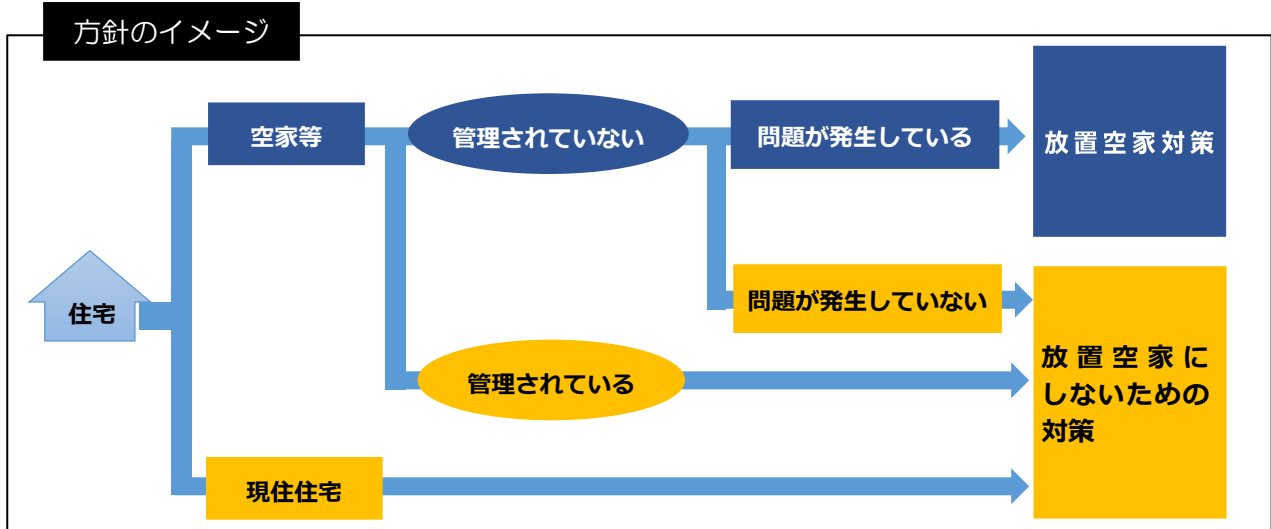 方針のイメージ
空家等
管理されていない
問題が発生している
放置空家対策
住宅
問題が発生していない
管理されている
放置空家に
しないための
対策
現住住宅